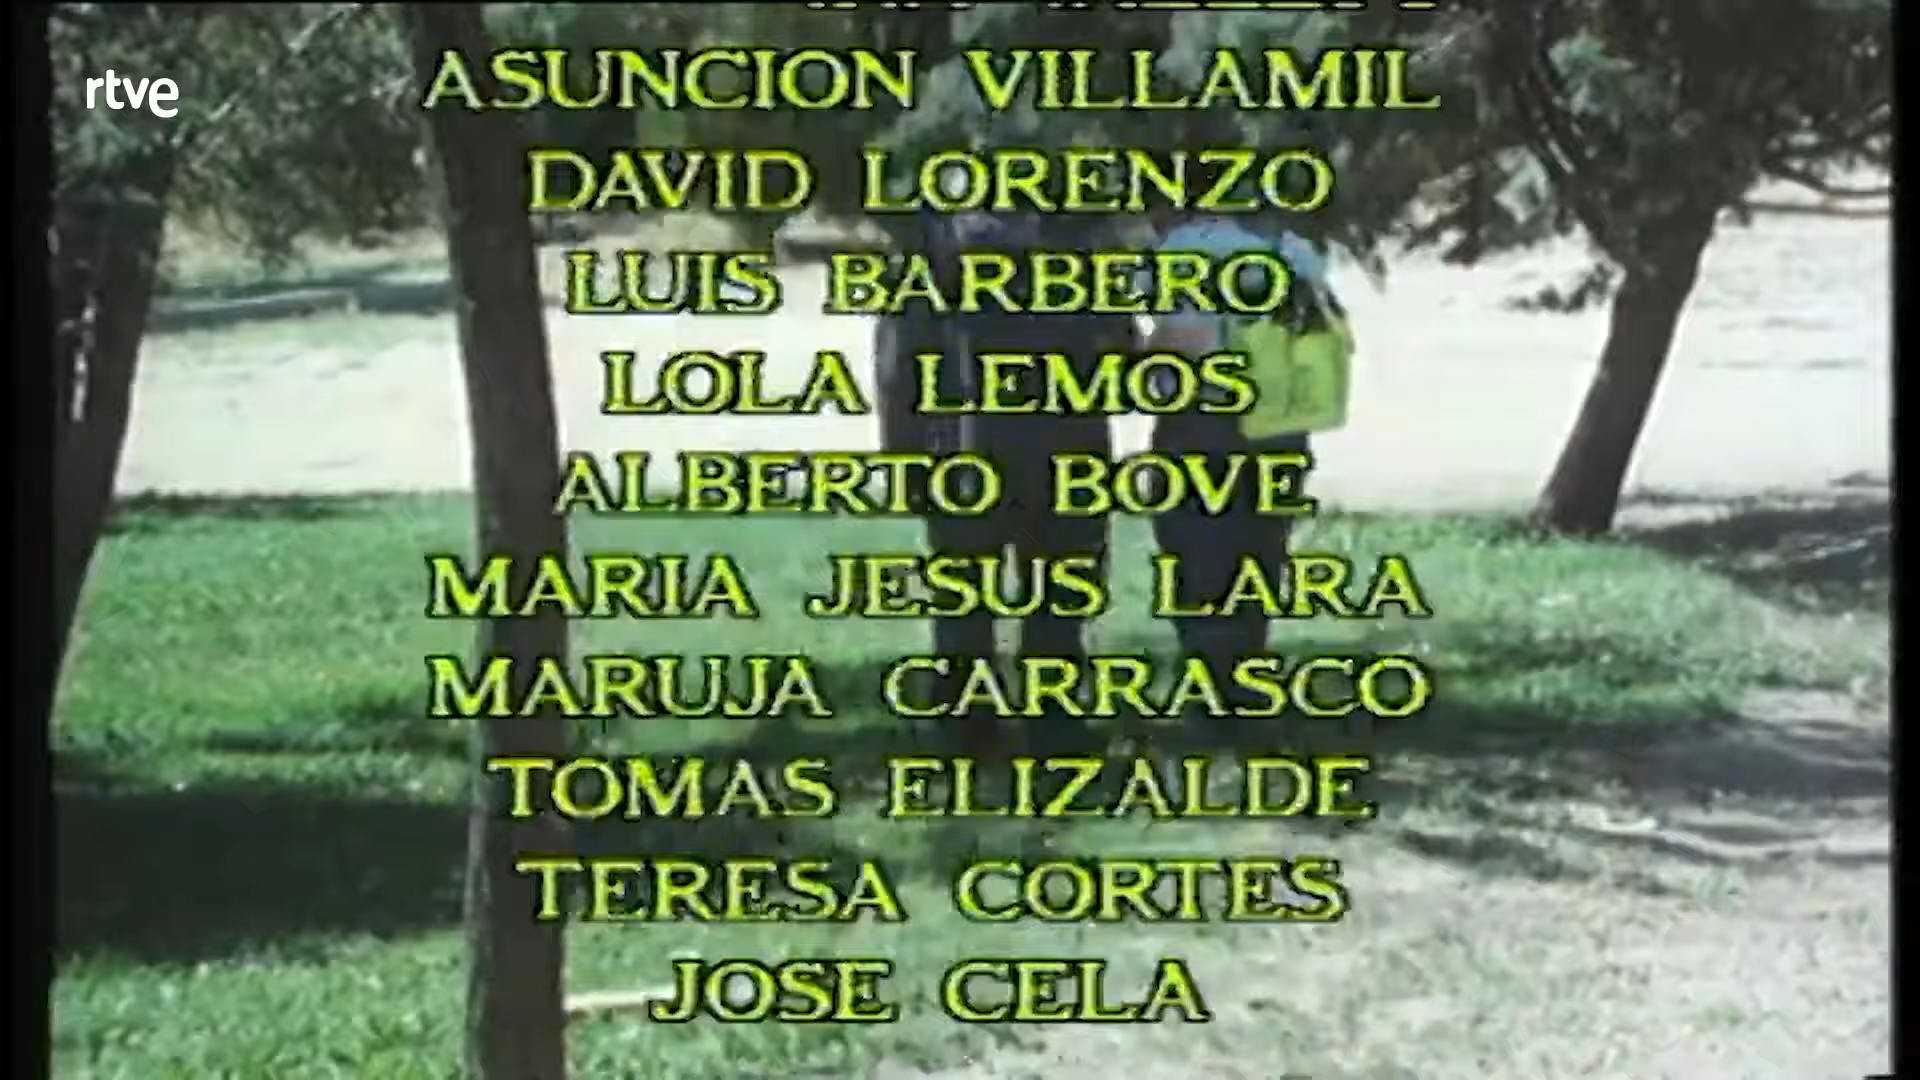 rtve
ASUNCION VILLAMIL
DAVID LORENZO
LUIS BARBERO
LOLA LEMOS
ALBERTO BOVE
MARIA JESUS LARA
MARUJA CARRASCO
TOMAS ELIZALDE
TERESA CORTES
JOSE CELA